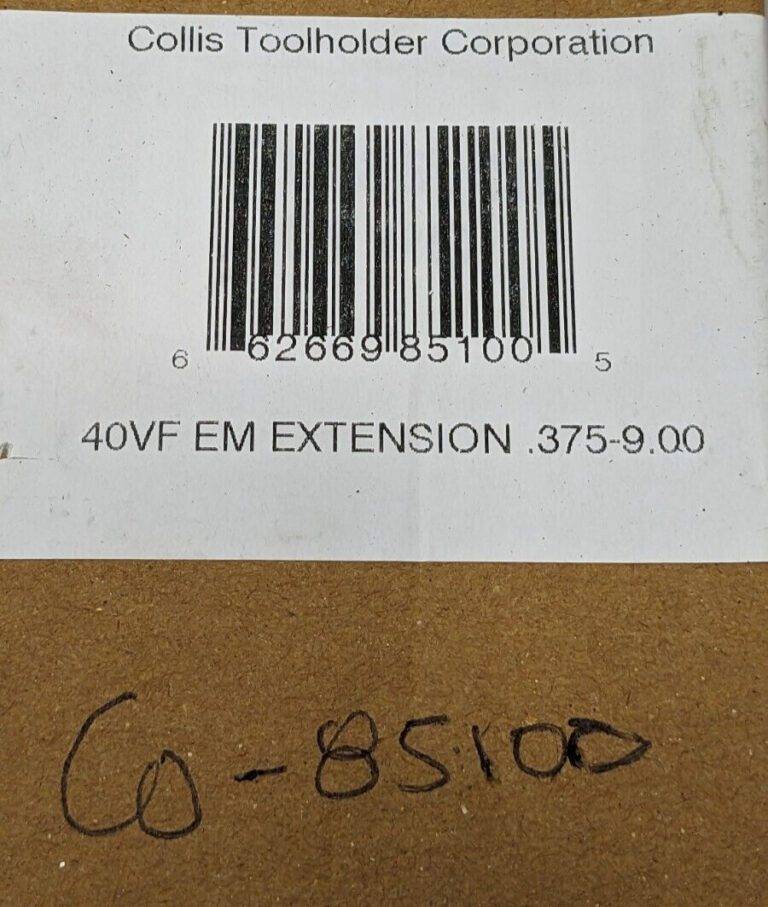 Collis Toolholder Corporation
6 62669 85100 5
40VF EM EXTENSION .375-9.00
Co-85100